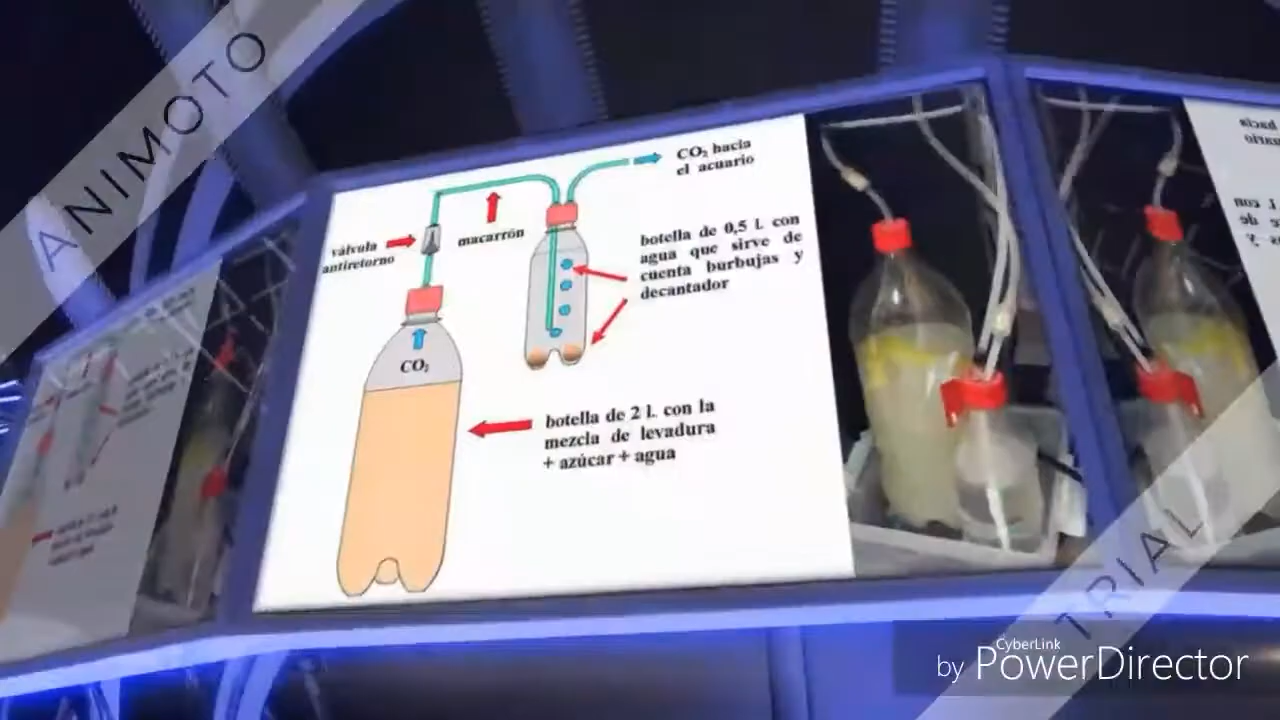 ANIMOTO
CO₂ hacia
el acuario
válvula
antiretorno
macarrón
botella de 0,5 L con
agua que sirve de
cuenta burbujas y
decantador
CO₂
botella de 2 L con la
mezcla de levadura
+ azúcar + agua
TRIAL
CyberLink
by PowerDirector